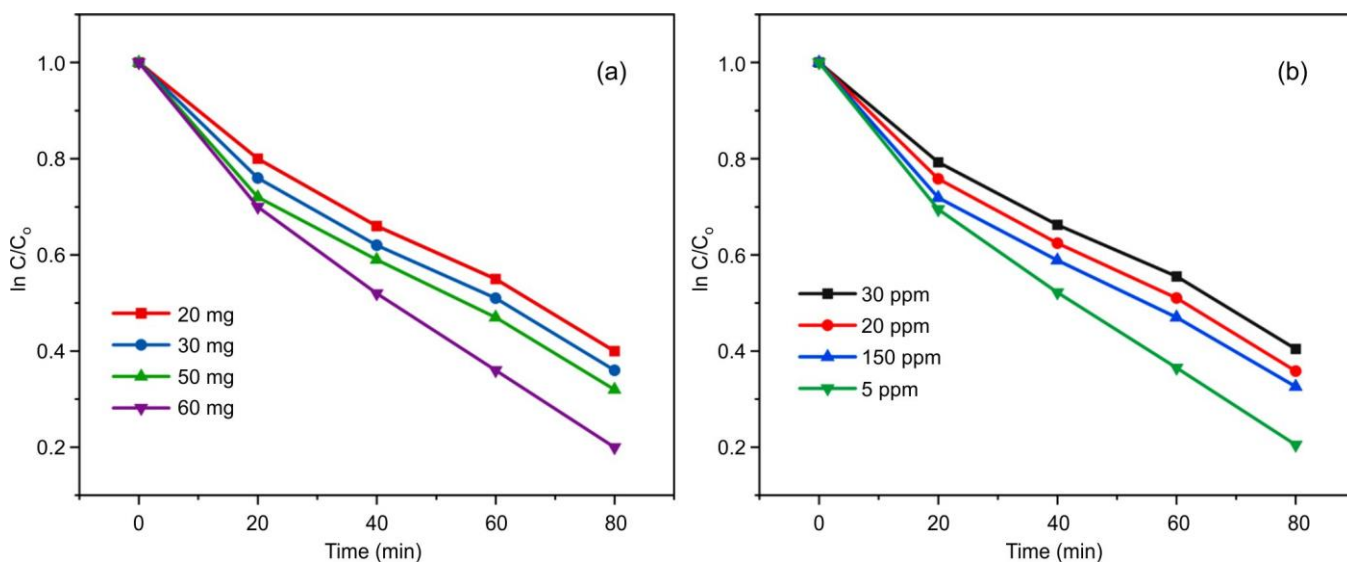 (a)
ln C/Co
1.0
0.8
0.6
0.4
0.2
20 mg
30 mg
50 mg
60 mg
0 20 40 60 80
Time (min)
(b)
ln C/Co
1.0
0.8
0.6
0.4
0.2
30 ppm
20 ppm
150 ppm
5 ppm
0 20 40 60 80
Time (min)